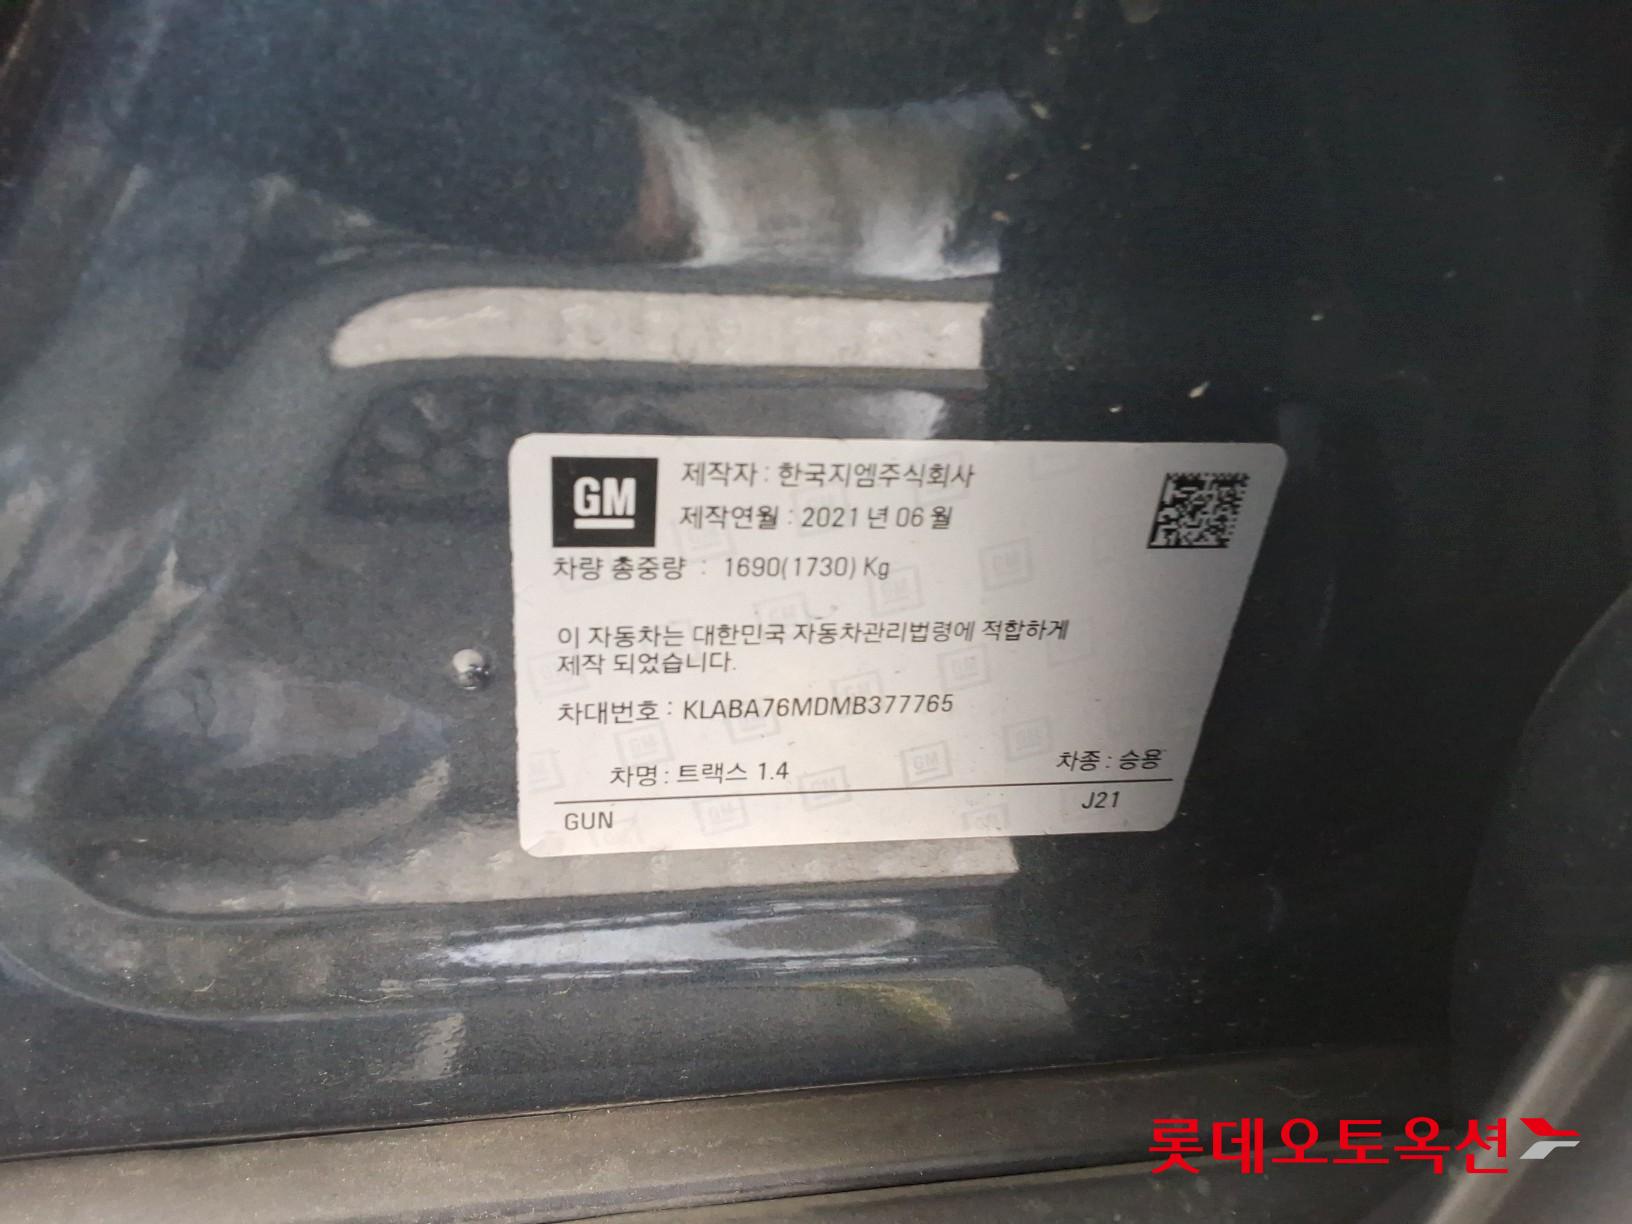 GM
제작자 : 한국지엠주식회사
제작연월 : 2021 년 06 월
차량 총중량 : 1690(1730) Kg
이 자동차는 대한민국 자동차관리법령에 적합하게
제작 되었습니다.
차대번호 : KLABA76MDMB377765
차명 : 트랙스 1.4
차종 : 승용
GUN
J21
롯데오토옥션